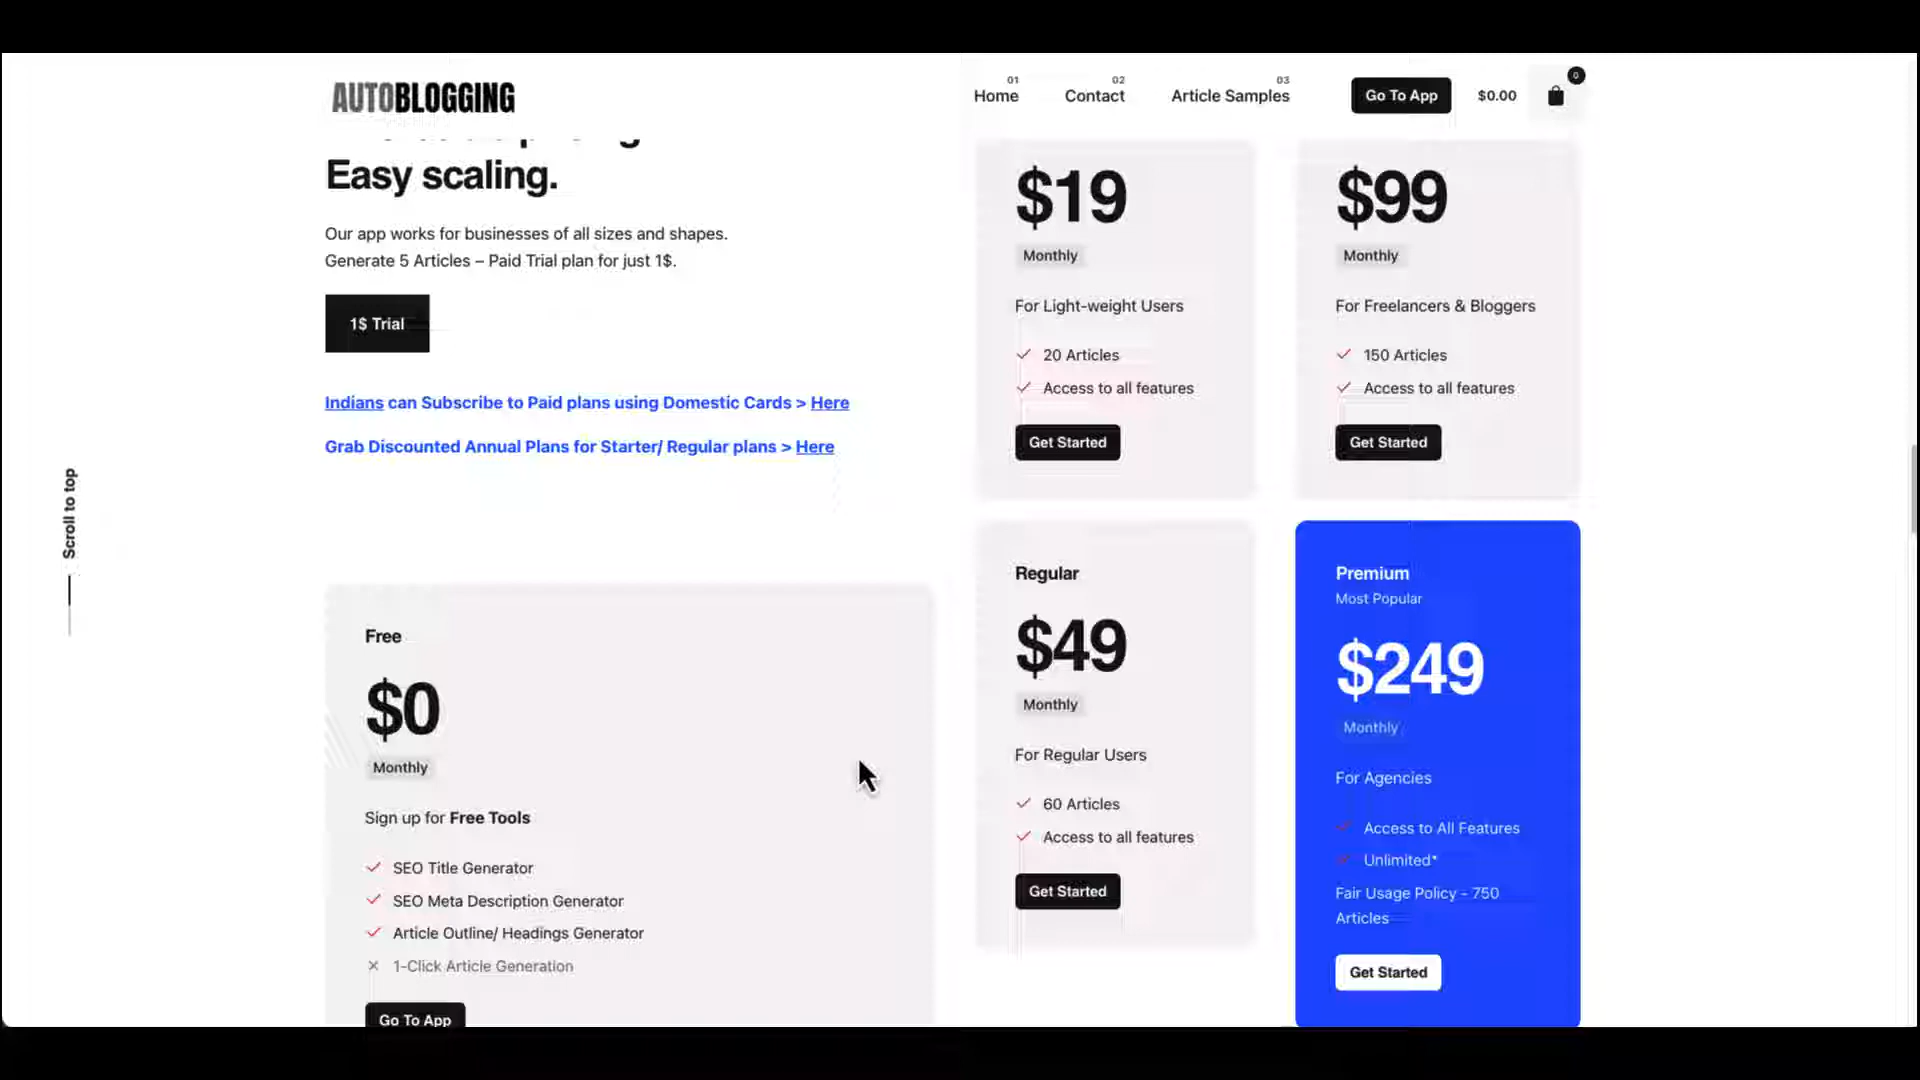 AUTOBLOGGING
01
Home
02
Contact
03
Article Samples
Go To App
$0.00
0
Easy scaling.
Our app works for businesses of all sizes and shapes.
Generate 5 Articles – Paid Trial plan for just 1$.
1$ Trial
Indians can Subscribe to Paid plans using Domestic Cards > Here
Grab Discounted Annual Plans for Starter/ Regular plans > Here
Scroll to top
Free
$0
Monthly
Sign up for Free Tools
SEO Title Generator
SEO Meta Description Generator
Article Outline/ Headings Generator
1-Click Article Generation
Go To App
$19
Monthly
For Light-weight Users
20 Articles
Access to all features
Get Started
$99
Monthly
For Freelancers & Bloggers
150 Articles
Access to all features
Get Started
Regular
$49
Monthly
For Regular Users
60 Articles
Access to all features
Get Started
Premium
Most Popular
$249
Monthly
For Agencies
Access to All Features
Unlimited*
Fair Usage Policy - 750
Articles
Get Started